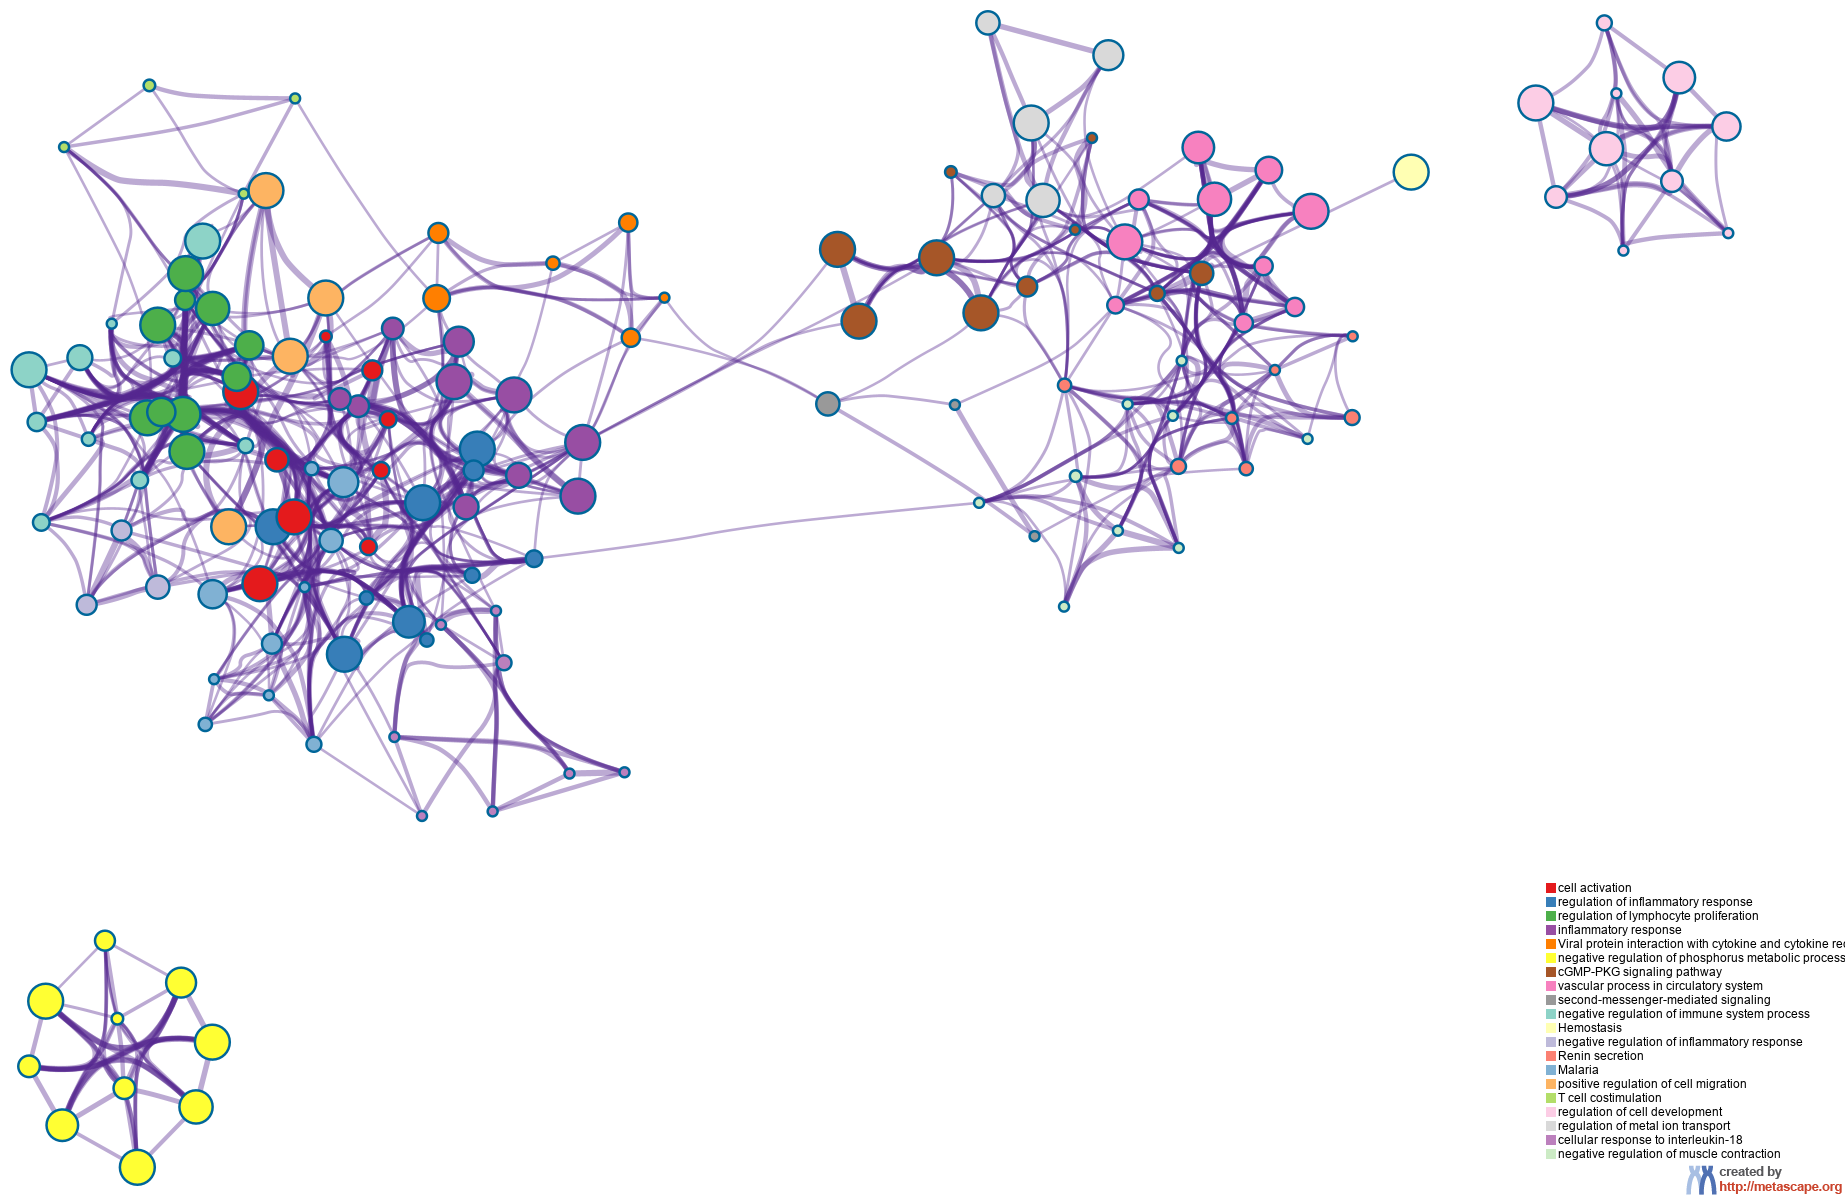 cell activation
regulation of inflammatory response
regulation of lymphocyte proliferation
inflammatory response
Viral protein interaction with cytokine and cytokine rec
negative regulation of phosphorus metabolic process
cGMP-PKG signaling pathway
vascular process in circulatory system
second-messenger-mediated signaling
negative regulation of immune system process
Hemostasis
negative regulation of inflammatory response
Renin secretion
Malaria
positive regulation of cell migration
T cell costimulation
regulation of cell development
regulation of metal ion transport
cellular response to interleukin-18
negative regulation of muscle contraction
created by
http://metascape.org